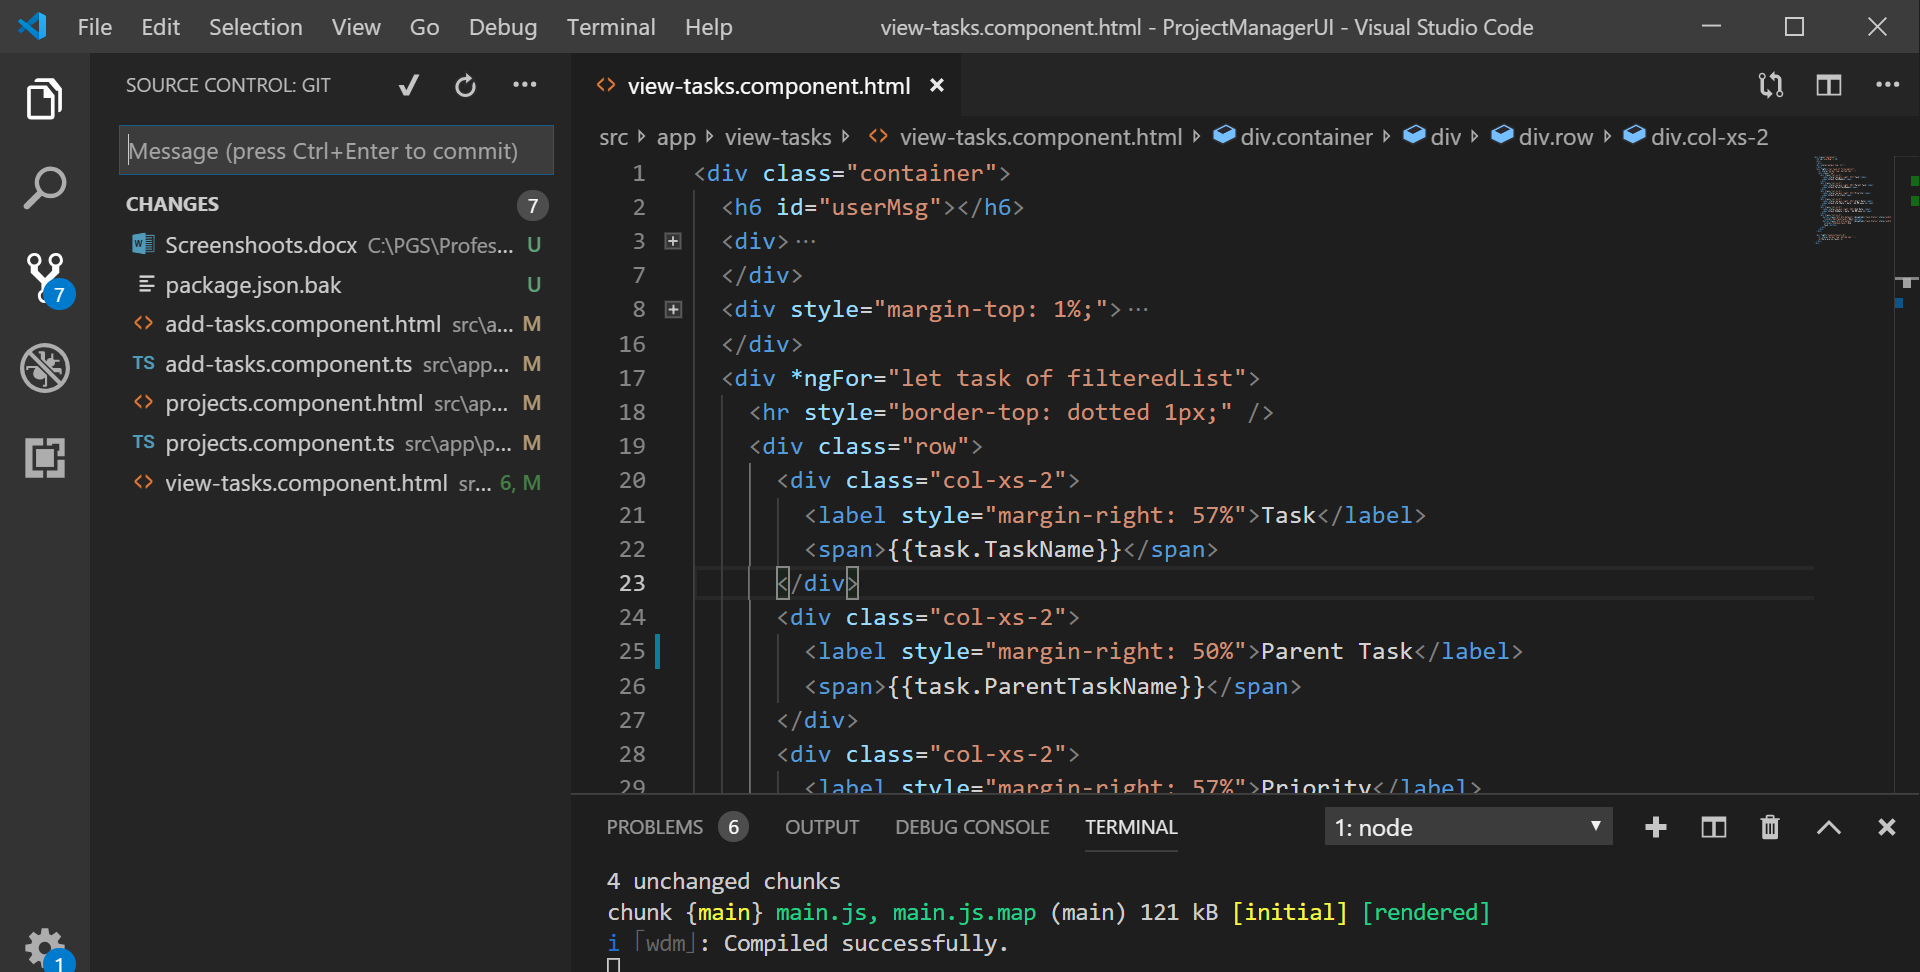 File Edit Selection View Go Debug Terminal Help view-tasks.component.html - ProjectManagerUI - Visual Studio Code
SOURCE CONTROL: GIT
Message (press Ctrl+Enter to commit)
CHANGES 7
Screenshoots.docx C:\PGS\Profes... U
package.json.bak U
add-tasks.component.html src\a... M
TS add-tasks.component.ts src\app... M
projects.component.html src\ap... M
TS projects.component.ts src\app\p... M
view-tasks.component.html sr... 6, M
7
1
view-tasks.component.html
src app view-tasks view-tasks.component.html div.container div div.row div.col-xs-2
1 <div class="container">
2 <h6 id="userMsg"></h6>
3 <div>...
7 </div>
8 <div style="margin-top: 1%;">...
16 </div>
17 <div *ngFor="let task of filteredList">
18 <hr style="border-top: dotted 1px;" />
19 <div class="row">
20 <div class="col-xs-2">
21 <label style="margin-right: 57%">Task</label>
22 <span>{{task.TaskName}}</span>
23 </div>
24 <div class="col-xs-2">
25 <label style="margin-right: 50%">Parent Task</label>
26 <span>{{task.ParentTaskName}}</span>
27 </div>
28 <div class="col-xs-2">
29 <label style="margin-right: 57%">Priority</label>
PROBLEMS 6 OUTPUT DEBUG CONSOLE TERMINAL 1: node
4 unchanged chunks
chunk {main} main.js, main.js.map (main) 121 kB [initial] [rendered]
i ｢wdm｣: Compiled successfully.